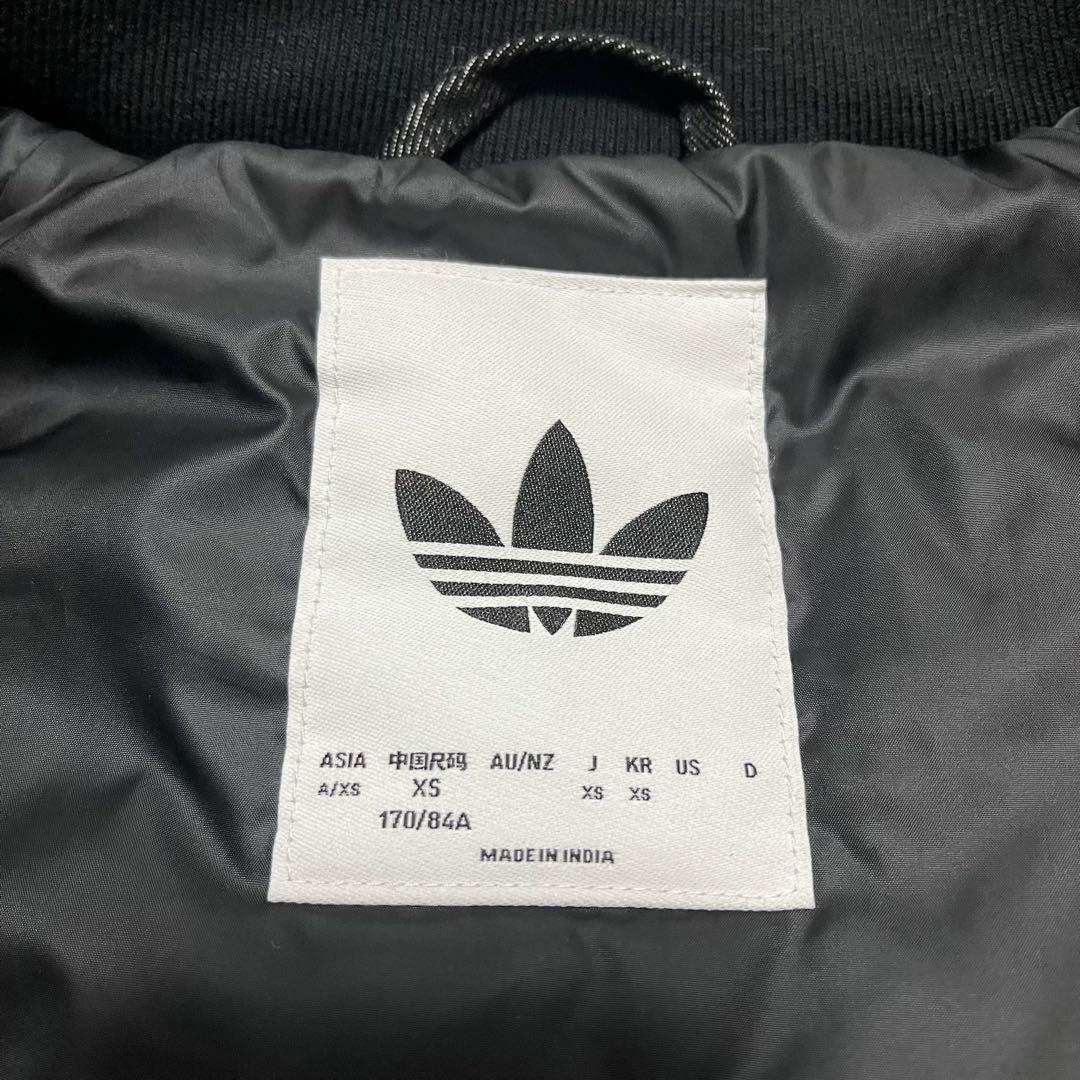 ASIA 中国尺码 AU/NZ J KR US D
A/XS XS XS XS
170/84A
MADE IN INDIA